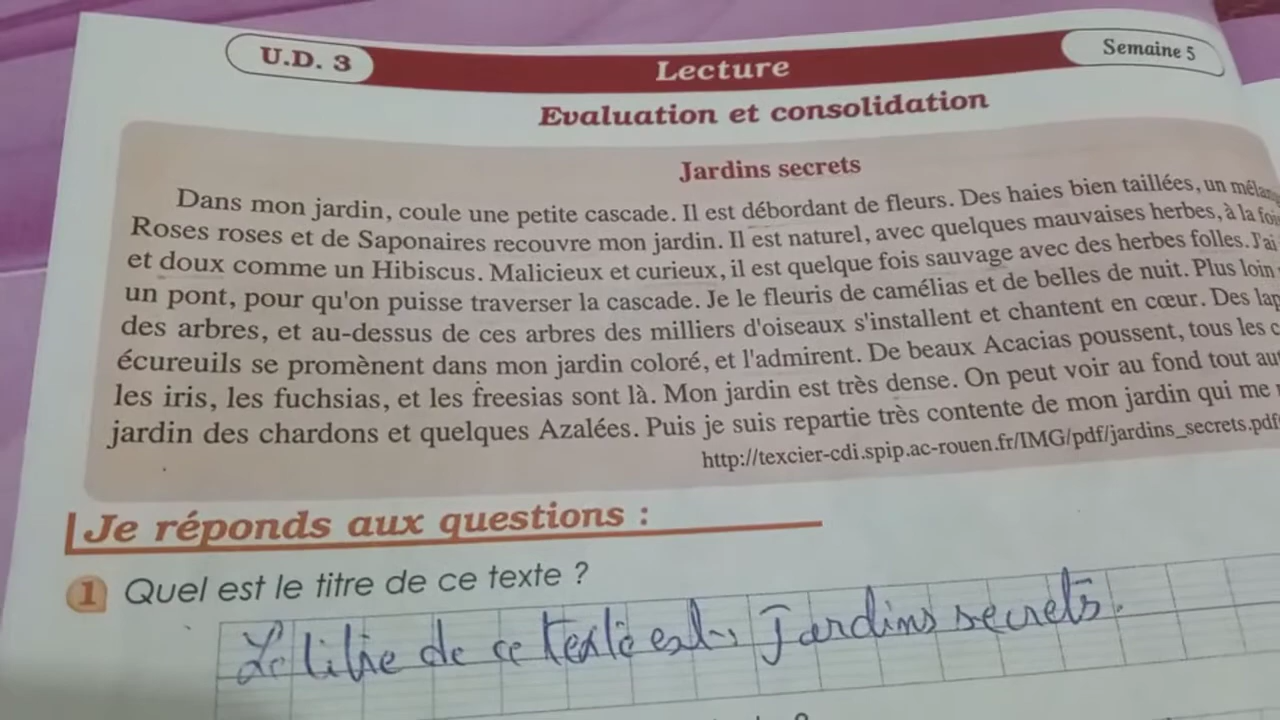 U.D. 3
Lecture
Semaine 5
Evaluation et consolidation
Jardins secrets
Dans mon jardin, coule une petite cascade. Il est débordant de fleurs. Des haies bien taillées, un
Roses roses et de Saponaires recouvre mon jardin. Il est naturel, avec quelques mauvaises herbes, à la
et doux comme un Hibiscus. Malicieux et curieux, il est quelque fois sauvage avec des herbes folles. J'ai
un pont, pour qu'on puisse traverser la cascade. Je le fleuris de camélias et de belles de nuit. Plus loin
des arbres, et au-dessus de ces arbres des milliers d'oiseaux s'installent et chantent en cœur. Des
écureuils se promènent dans mon jardin coloré, et l'admirent. De beaux Acacias poussent, tous les
les iris, les fuchsias, et les freesias sont là. Mon jardin est très dense. On peut voir au fond tout
jardin des chardons et quelques Azalées. Puis je suis repartie très contente de mon jardin qui me
http://texcier-cdi.spip.ac-rouen.fr/IMG/pdf/jardins_secrets.pdf
Je réponds aux questions :
1 Quel est le titre de ce texte ?
Le titre de ce texte est, Jardins secrets.